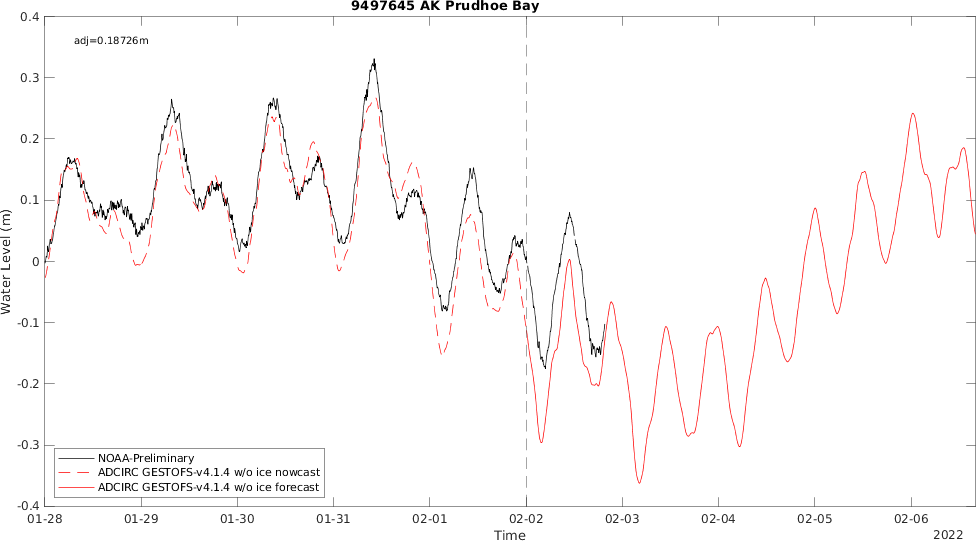 9497645 AK Prudhoe Bay
adj=0.18726m
0.4
0.3
0.2
0.1
0
-0.1
-0.2
-0.3
-0.4
Water Level (m)
NOAA-Preliminary
ADCIRC GESTOFS-v4.1.4 w/o ice nowcast
ADCIRC GESTOFS-v4.1.4 w/o ice forecast
01-28 01-29 01-30 01-31 02-01 02-02 02-03 02-04 02-05 02-06
Time
2022